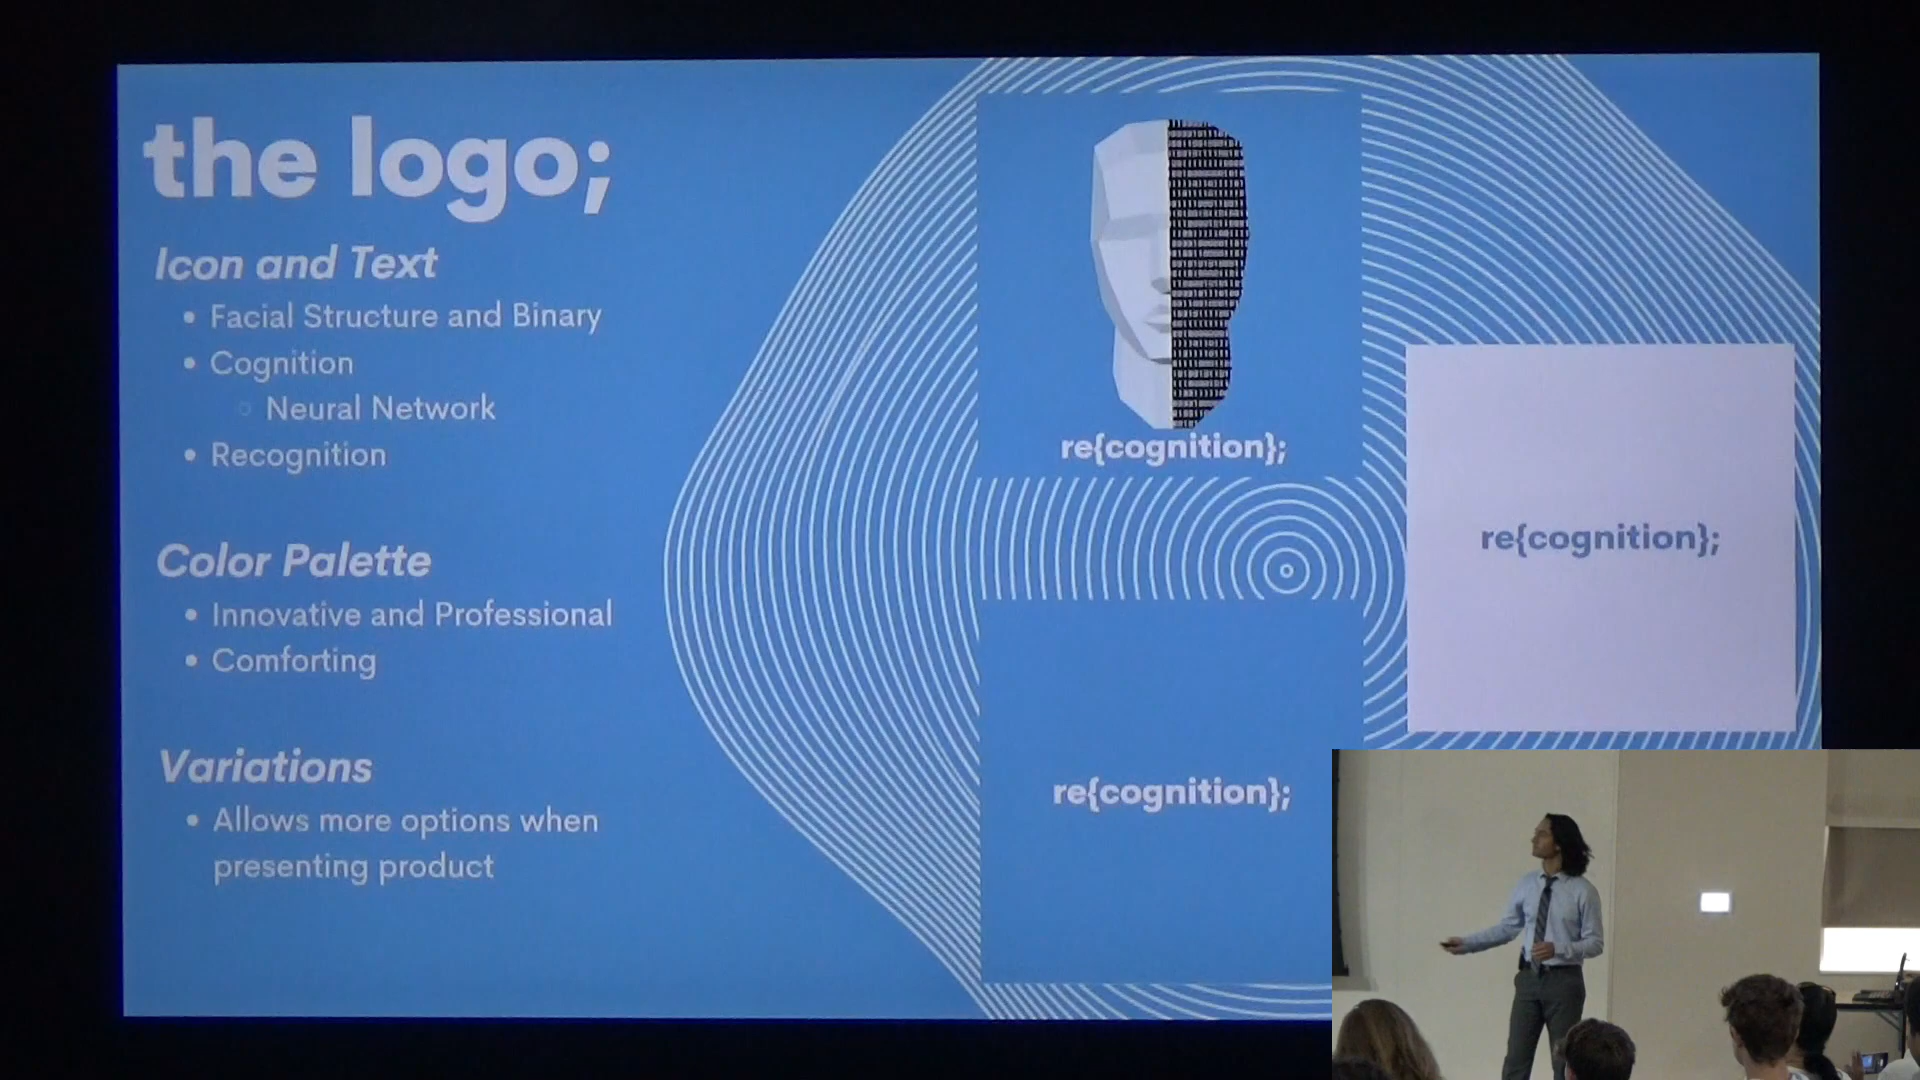 the logo;
Icon and Text
Facial Structure and Binary
Cognition
Neural Network
Recognition
Color Palette
Innovative and Professional
Comforting
Variations
Allows more options when
presenting product
re{cognition};
re{cognition};
re{cognition};